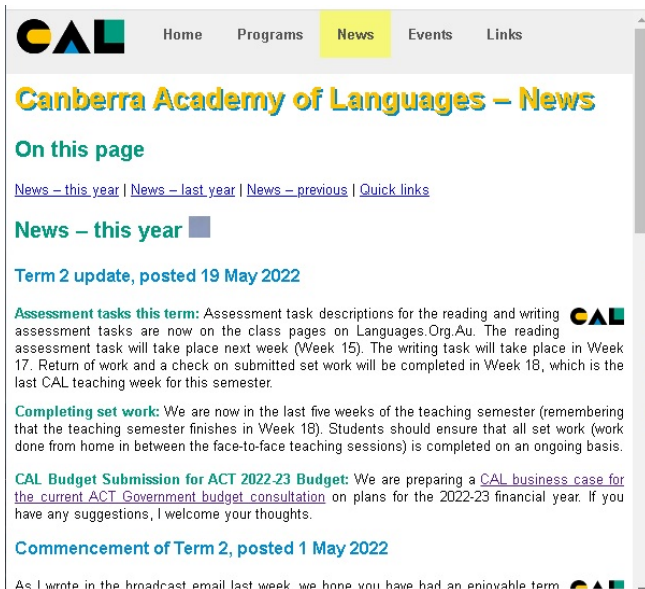 CAL
Home Programs News Events Links
Canberra Academy of Languages – News
On this page
News – this year | News – last year | News – previous | Quick links
News – this year
Term 2 update, posted 19 May 2022
Assessment tasks this term: Assessment task descriptions for the reading and writing CAL
assessment tasks are now on the class pages on Languages.Org.Au. The reading
assessment task will take place next week (Week 15). The writing task will take place in Week
17. Return of work and a check on submitted set work will be completed in Week 18, which is the
last CAL teaching week for this semester.
Completing set work: We are now in the last five weeks of the teaching semester (remembering
that the teaching semester finishes in Week 18). Students should ensure that all set work (work
done from home in between the face-to-face teaching sessions) is completed on an ongoing basis.
CAL Budget Submission for ACT 2022-23 Budget: We are preparing a CAL business case for
the current ACT Government budget consultation on plans for the 2022-23 financial year. If you
have any suggestions, I welcome your thoughts.
Commencement of Term 2, posted 1 May 2022
As I wrote in the broadcast email last week, we hope you have had an enjoyable term CAL